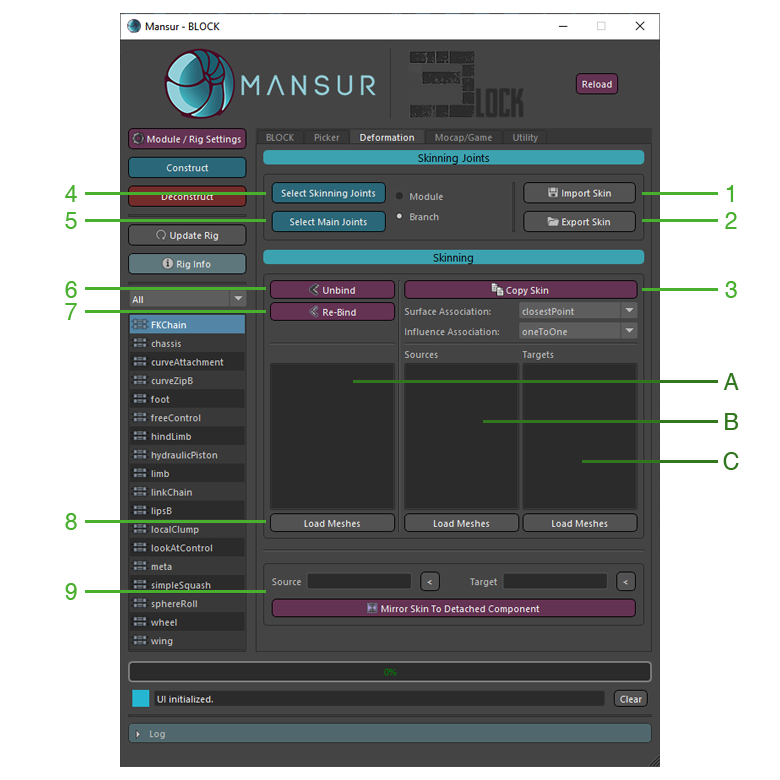 Mansur - BLOCK
MANSUR BLOCK
Reload
Module / Rig Settings
Construct
Deconstruct
Update Rig
Rig Info
All
FKChain
chassis
curveAttachment
curveZipB
foot
freeControl
hindLimb
hydraulicPiston
limb
linkChain
lipsB
localClump
lookAtControl
meta
simpleSquash
sphereRoll
wheel
wing
BLOCK Picker Deformation Mocap/Game Utility
Skinning Joints
4 Select Skinning Joints Module Import Skin 1
5 Select Main Joints Branch Export Skin 2
Skinning
6 Unbind Copy Skin 3
7 Re-Bind Surface Association: closestPoint
Influence Association: oneToOne
Sources Targets
A
B
C
8 Load Meshes Load Meshes Load Meshes
9 Source < Target <
Mirror Skin To Detached Component
0%
UI initialized. Clear
Log